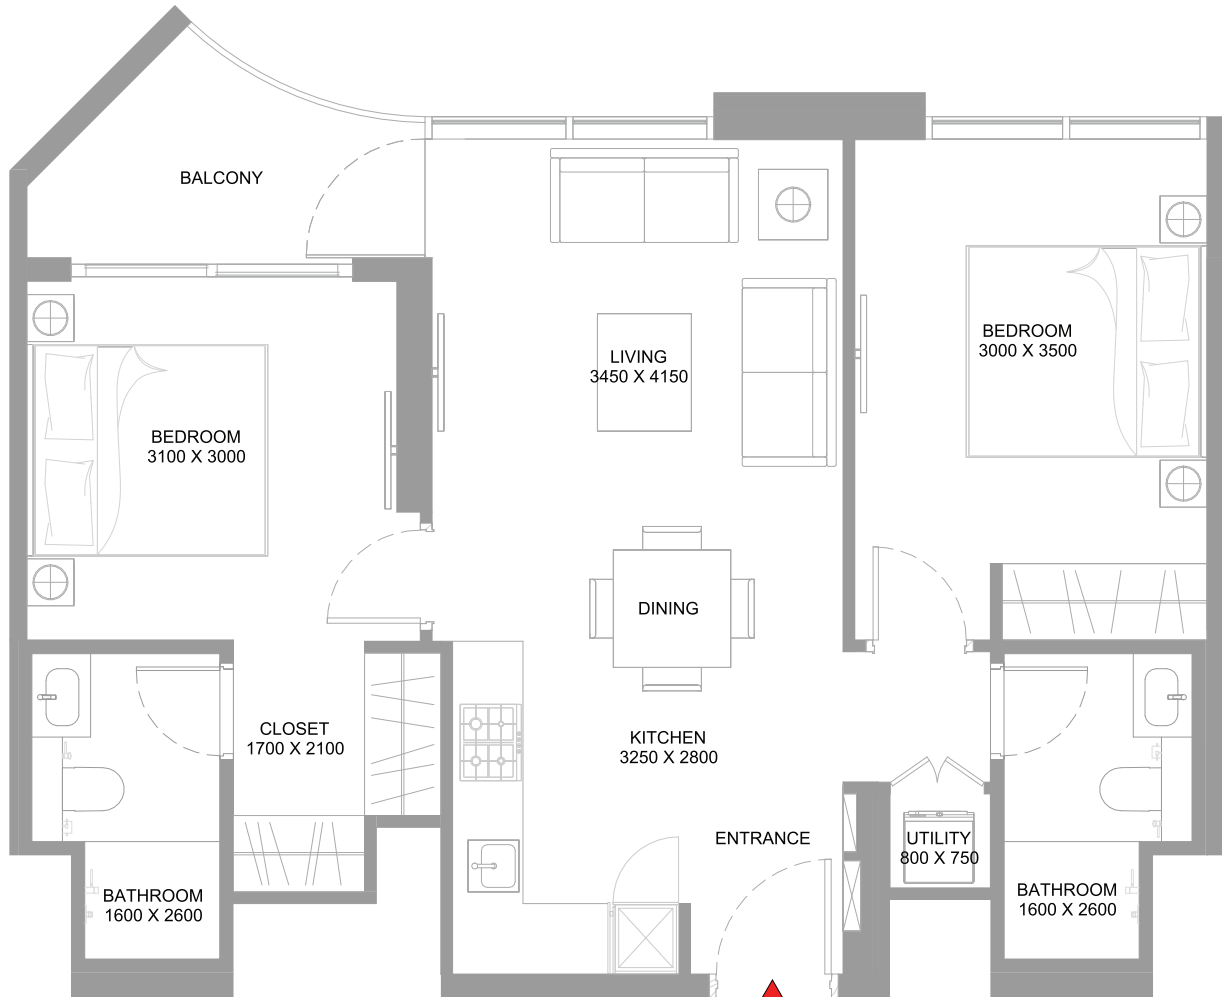 BALCONY
BEDROOM
3000 X 3500
LIVING
3450 X 4150
BEDROOM
3100 X 3000
DINING
CLOSET
1700 X 2100
KITCHEN
3250 X 2800
ENTRANCE
UTILITY
800 X 750
BATHROOM
1600 X 2600
BATHROOM
1600 X 2600